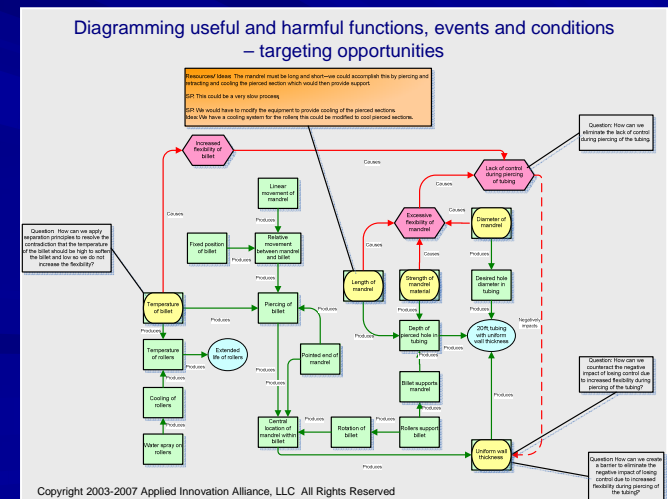 Diagramming useful and harmful functions, events and conditions
– targeting opportunities
Resources/ Ideas: The mandrel must be long and short—we could accomplish this by piercing and
retracting and cooling the pierced section which would then provide support.
SP: This could be a very slow process
SP: We would have to modify the equipment to provide cooling of the pierced sections.
Idea: We have a cooling system for the rollers, this could be modified to cool pierced sections.
Question: How can we
eliminate the lack of control
during piercing of the tubing.
Increased
flexibility of
billet
Causes
Lack of control
during piercing
of tubing
Linear
movement of
mandrel
Causes
Causes
Causes
Produces
Excessive
flexibility of
mandrel
Causes
Diameter of
mandrel
Question: How can we apply
separation principles to resolve the
contradiction that the temperature
of the billet should be high to soften
the billet and low so we do not
increase the flexibility?
Fixed position
of billet
Produces
Relative
movement
between mandrel
and billet
Causes
Causes
Produces
Produces
Length of
mandrel
Strength of
mandrel
material
Desired hole
diameter in
tubing
Temperature
of billet
Produces
Piercing of
billet
Produces
Produces
Produces
Negatively
impacts
Produces
Produces
Depth of
pierced hole in
tubing
Produces
20ft. tubing
with uniform
wall thickness
Temperature
of rollers
Produces
Extended
life of rollers
Pointed end of
mandrel
Produces
Question: How can we
counteract the negative
impact of losing control due
to increased flexibility during
piercing of the tubing?
Produces
Cooling of
rollers
Billet supports
mandrel
Produces
Produces
Produces
Produces
Produces
Water spray on
rollers
Central
location of
mandrel within
billet
Produces
Rotation of
billet
Produces
Rollers support
billet
Uniform wall
thickness
Produces
Question: How can we create
a barrier to eliminate the
negative impact of losing
control due to increased
flexibility during piercing of
the tubing?
Copyright 2003-2007 Applied Innovation Alliance, LLC All Rights Reserved